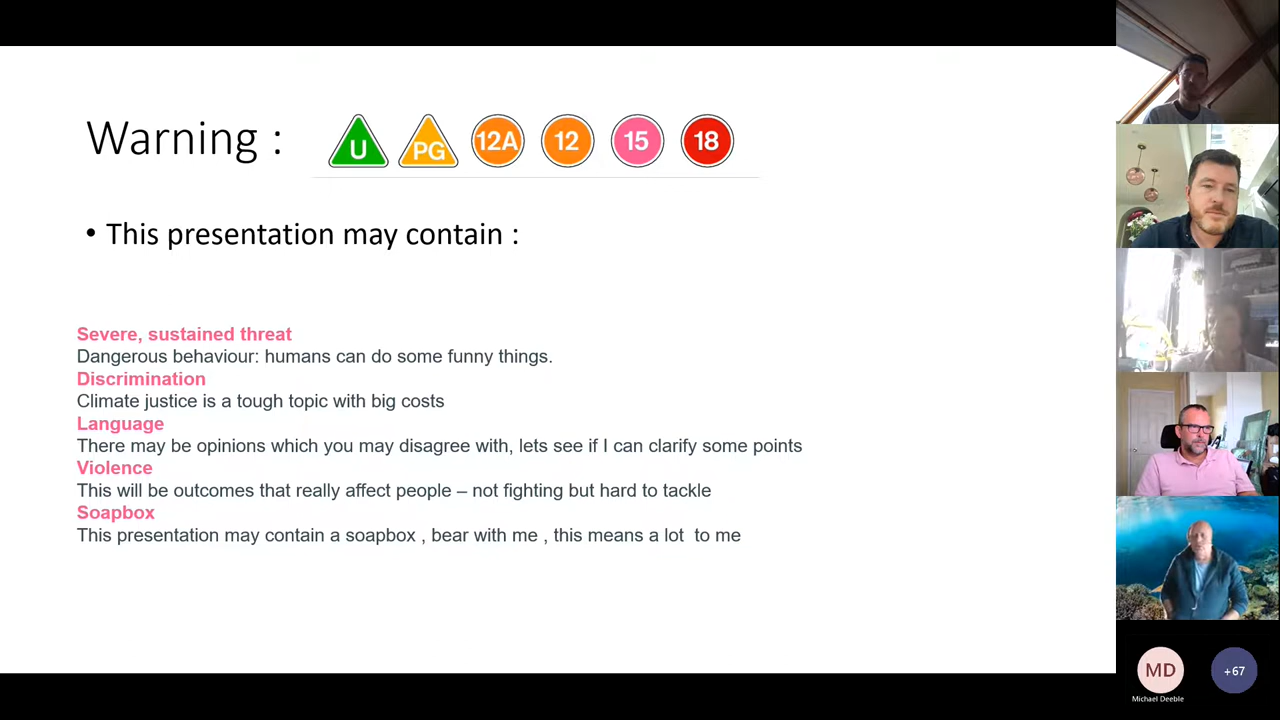 Warning :
U PG 12A 12 15 18
• This presentation may contain :
Severe, sustained threat
Dangerous behaviour: humans can do some funny things.
Discrimination
Climate justice is a tough topic with big costs
Language
There may be opinions which you may disagree with, lets see if I can clarify some points
Violence
This will be outcomes that really affect people – not fighting but hard to tackle
Soapbox
This presentation may contain a soapbox , bear with me , this means a lot  to me
MD
Michael Deeble
+67